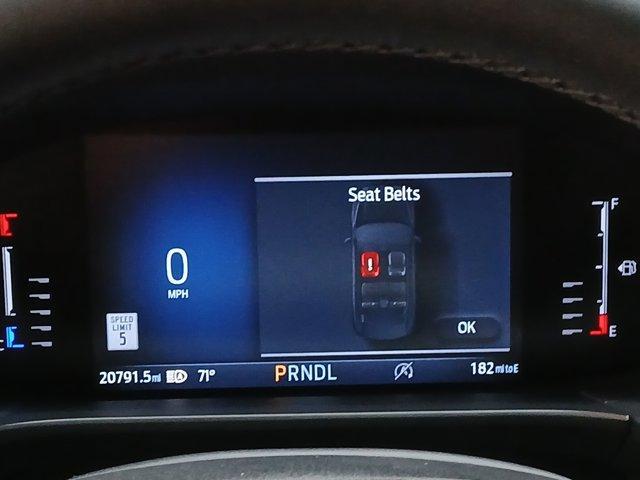 Seat Belts
F
0
MPH
SPEED
LIMIT
5
OK
E
20791.5mi 71° PRNDL 182 mi to E